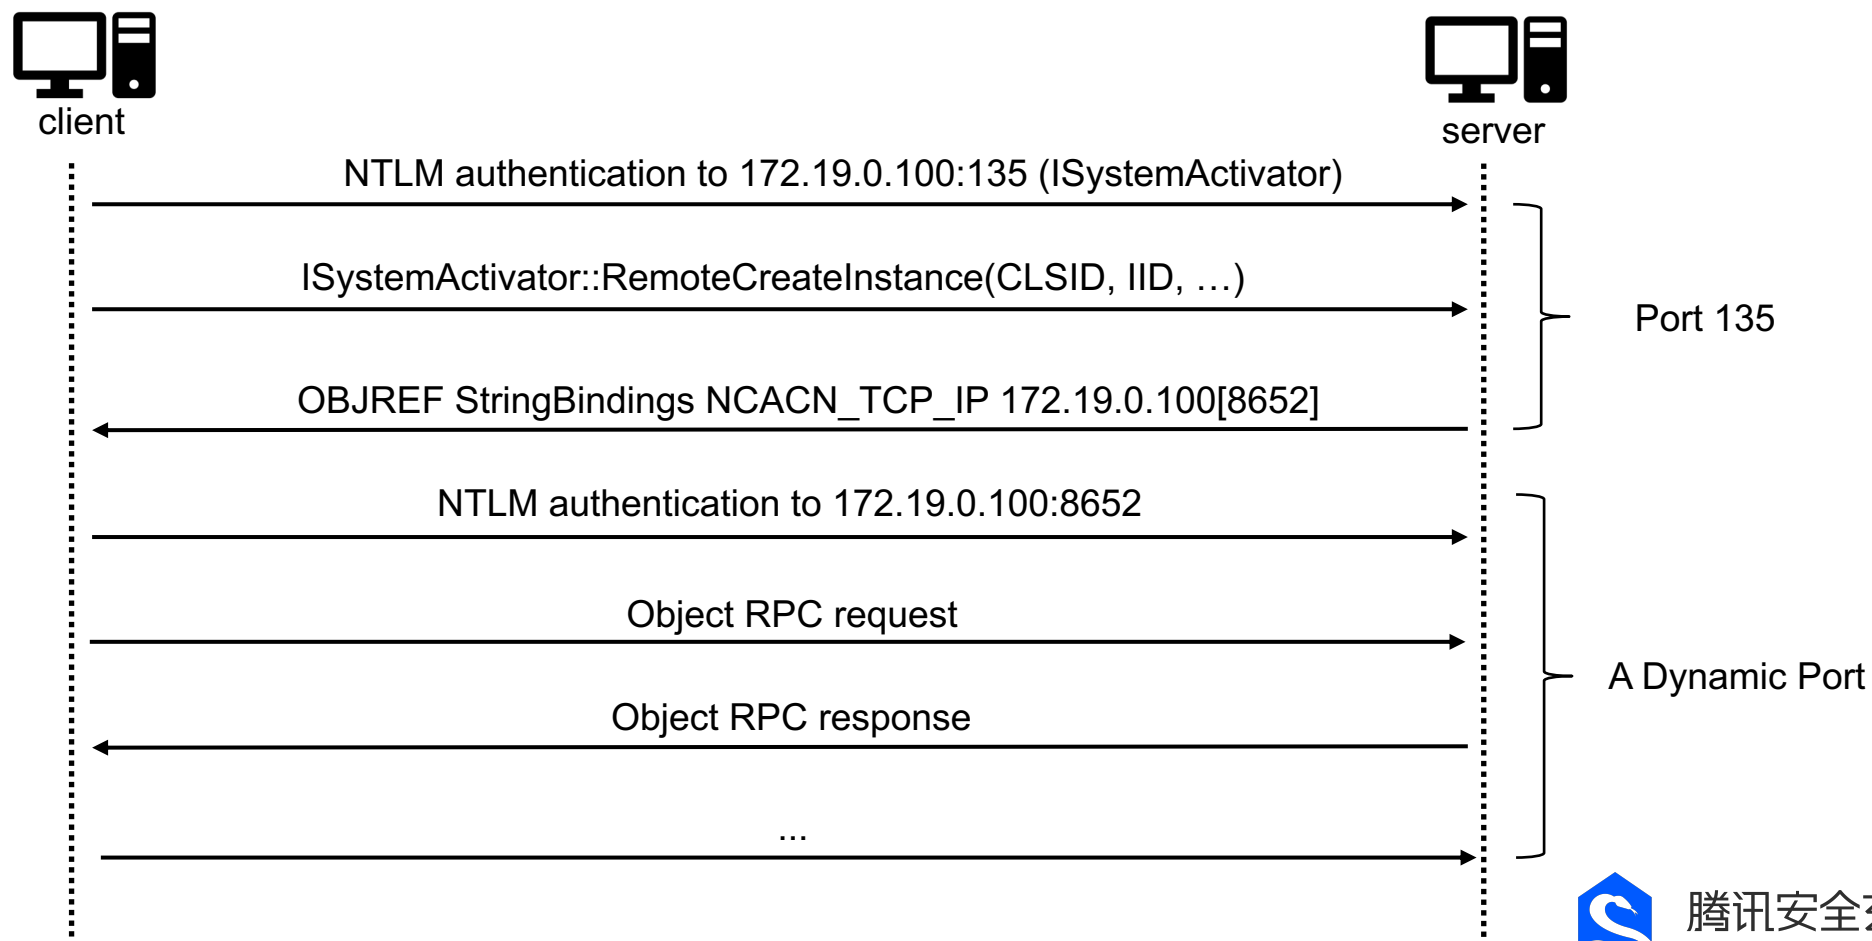 client
server
NTLM authentication to 172.19.0.100:135 (ISystemActivator)
ISystemActivator::RemoteCreateInstance(CLSID, IID, …)
Port 135
OBJREF StringBindings NCACN_TCP_IP 172.19.0.100[8652]
NTLM authentication to 172.19.0.100:8652
Object RPC request
A Dynamic Port
Object RPC response
...
腾讯安全